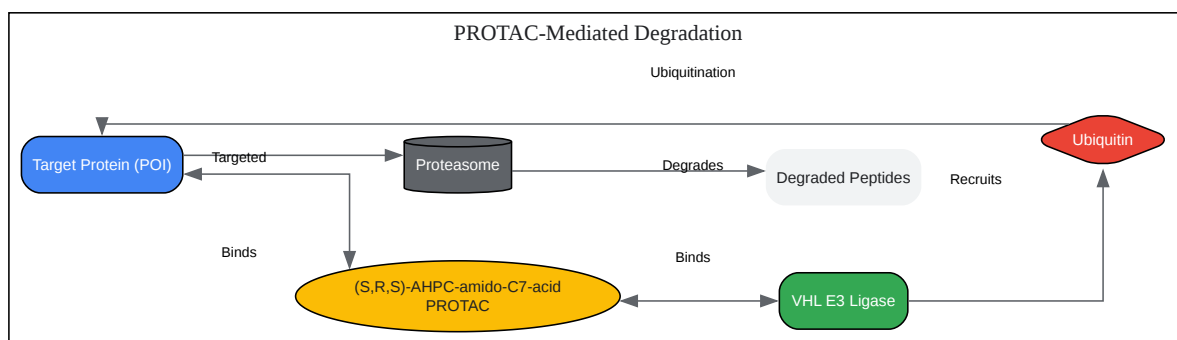 PROTAC-Mediated Degradation
Ubiquitination
Ubiquitin
Target Protein (POI)
Targeted
Proteasome
Degrades
Degraded Peptides
Recruits
Binds
Binds
(S,R,S)-AHPC-amido-C7-acid
PROTAC
VHL E3 Ligase